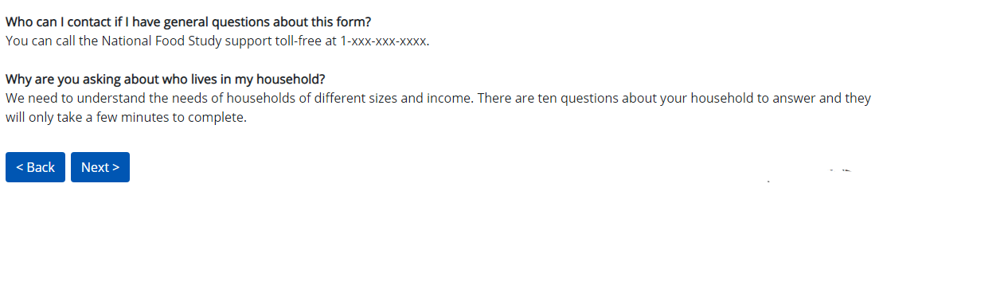 Who can I contact if I have general questions about this form?
You can call the National Food Study support toll-free at 1-xxx-xxx-xxxx.
Why are you asking about who lives in my household?
We need to understand the needs of households of different sizes and income. There are ten questions about your household to answer and they
will only take a few minutes to complete.
< Back
Next >